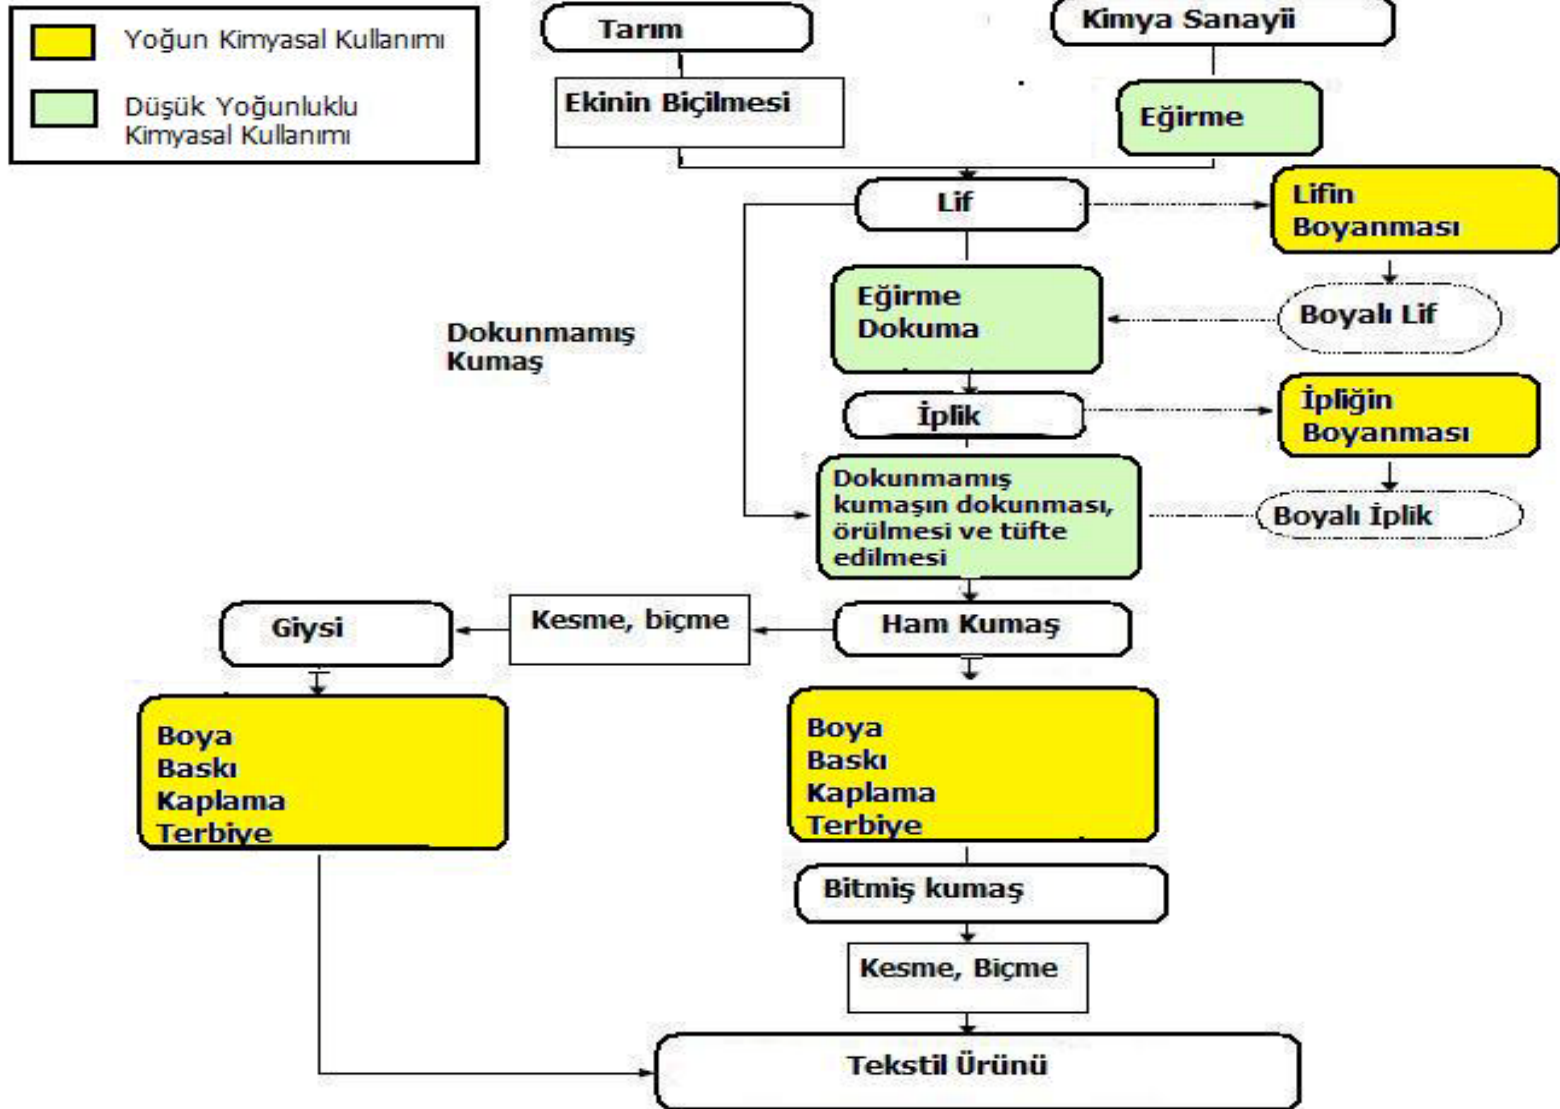 Yoğun Kimyasal Kullanımı
Düşük Yoğunluklu
Kimyasal Kullanımı
Tarım
Kimya Sanayii
Ekinin Biçilmesi
Eğirme
Lif
Lifin
Boyanması
Eğirme
Dokuma
Boyalı Lif
Dokunmamış
Kumaş
İplik
İpliğin
Boyanması
Dokunmamış
kumaşın dokunması,
örülmesi ve tüfte
edilmesi
Boyalı İplik
Giysi
Kesme, biçme
Ham Kumaş
Boya
Baskı
Kaplama
Terbiye
Boya
Baskı
Kaplama
Terbiye
Bitmiş kumaş
Kesme, Biçme
Tekstil Ürünü